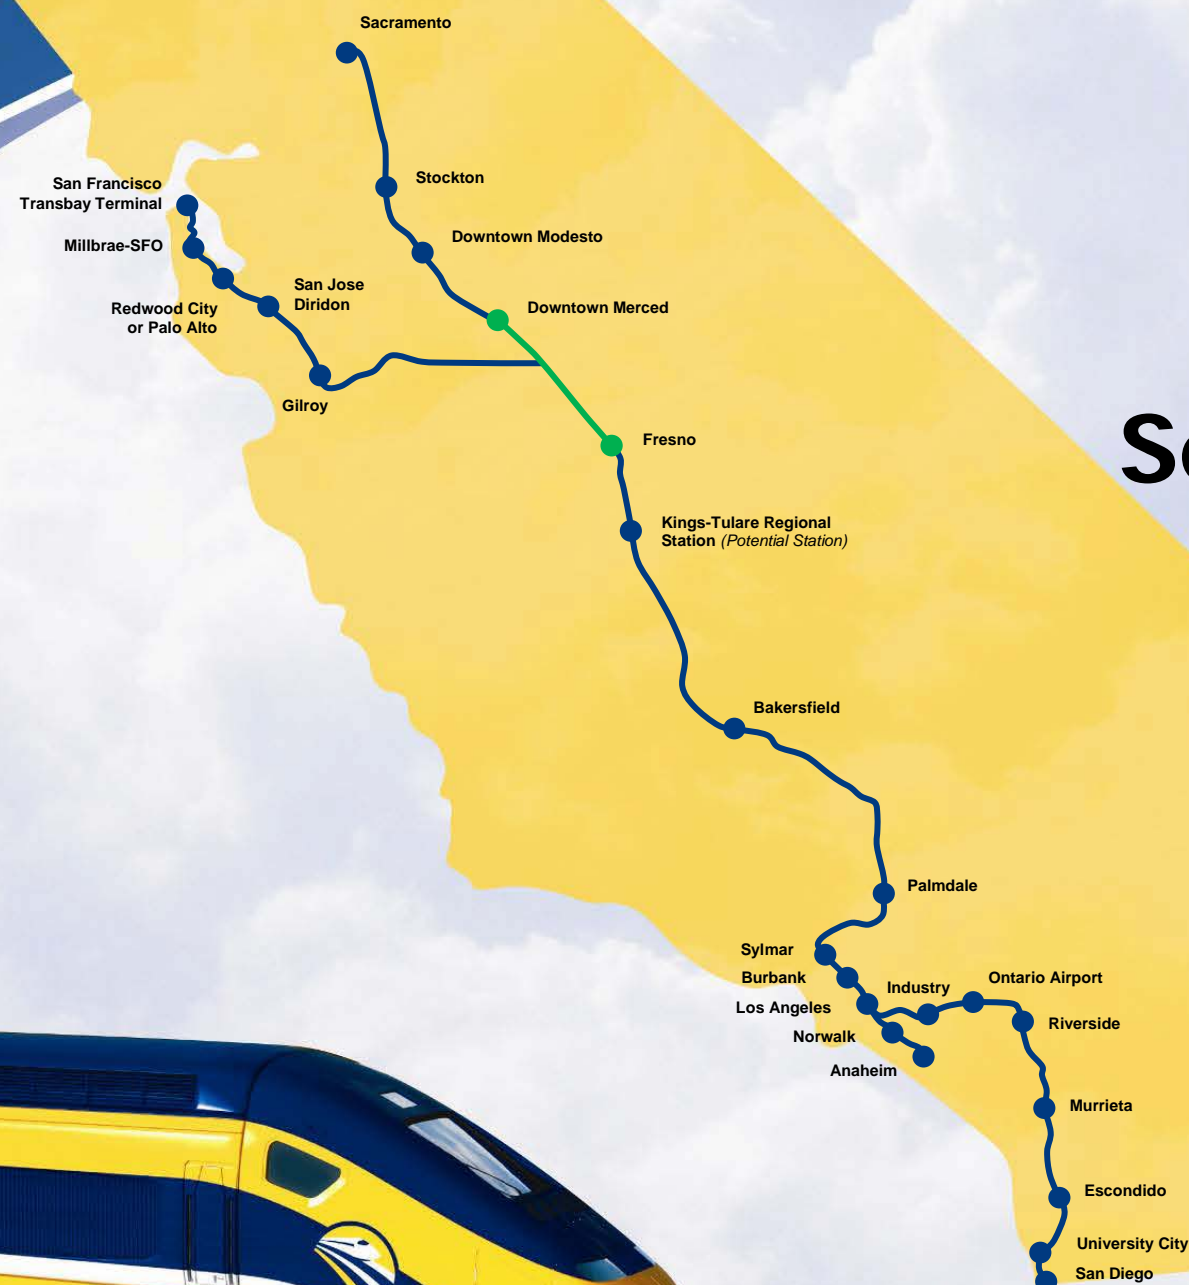 Sacramento
Stockton
San Francisco
Transbay Terminal
Downtown Modesto
Millbrae-SFO
San Jose
Diridon
Redwood City
or Palo Alto
Downtown Merced
Gilroy
Fresno
Kings-Tulare Regional
Station (Potential Station)
Bakersfield
Palmdale
Sylmar
Burbank
Industry
Ontario Airport
Los Angeles
Riverside
Norwalk
Anaheim
Murrieta
Escondido
University City
San Diego